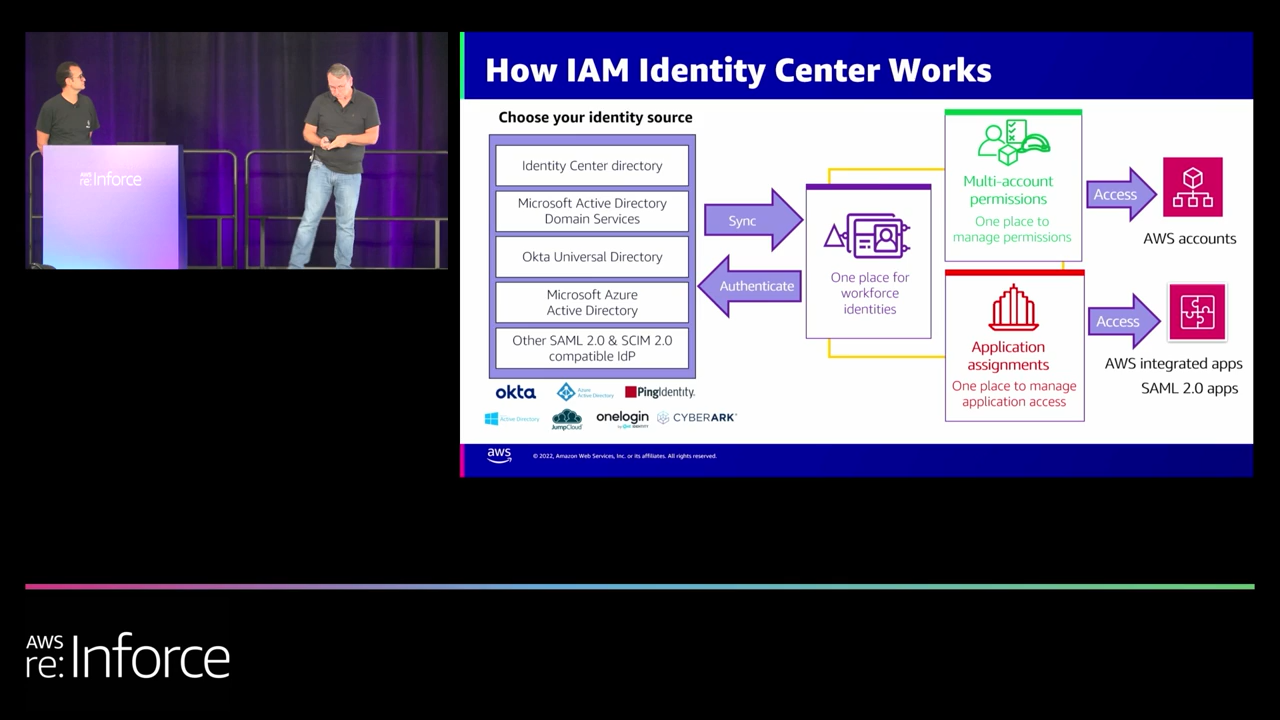 AWS
re:Inforce
How IAM Identity Center Works
Choose your identity source
Identity Center directory
Microsoft Active Directory
Domain Services
Okta Universal Directory
Microsoft Azure
Active Directory
Other SAML 2.0 & SCIM 2.0
compatible IdP
okta
Azure
Active Directory
PingIdentity.
Active Directory
JumpCloud
onelogin
CYBERARK
Sync
Authenticate
One place for
workforce
identities
Multi-account
permissions
One place to
manage permissions
Access
AWS accounts
Application
assignments
One place to manage
application access
Access
AWS integrated apps
SAML 2.0 apps
aws
© 2022, Amazon Web Services, Inc. or its affiliates. All rights reserved.
AWS
re:Inforce